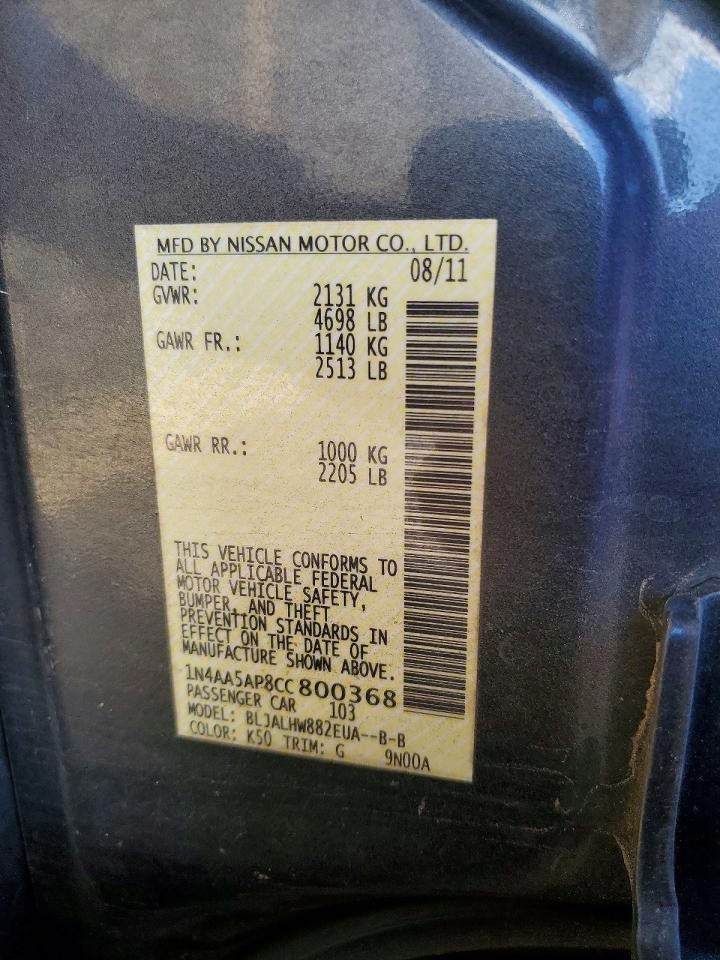 MFD BY NISSAN MOTOR CO., LTD.
DATE: 08/11
GVWR: 2131 KG
4698 LB
GAWR FR.: 1140 KG
2513 LB
GAWR RR.: 1000 KG
2205 LB
THIS VEHICLE CONFORMS TO
ALL APPLICABLE FEDERAL
MOTOR VEHICLE SAFETY,
BUMPER, AND THEFT
PREVENTION STANDARDS IN
EFFECT ON THE DATE OF
MANUFACTURE SHOWN ABOVE.
1N4AA5AP8CC800368
PASSENGER CAR 103
MODEL: BLJALHW882EUA--B-B
COLOR: K50 TRIM: G 9N00A